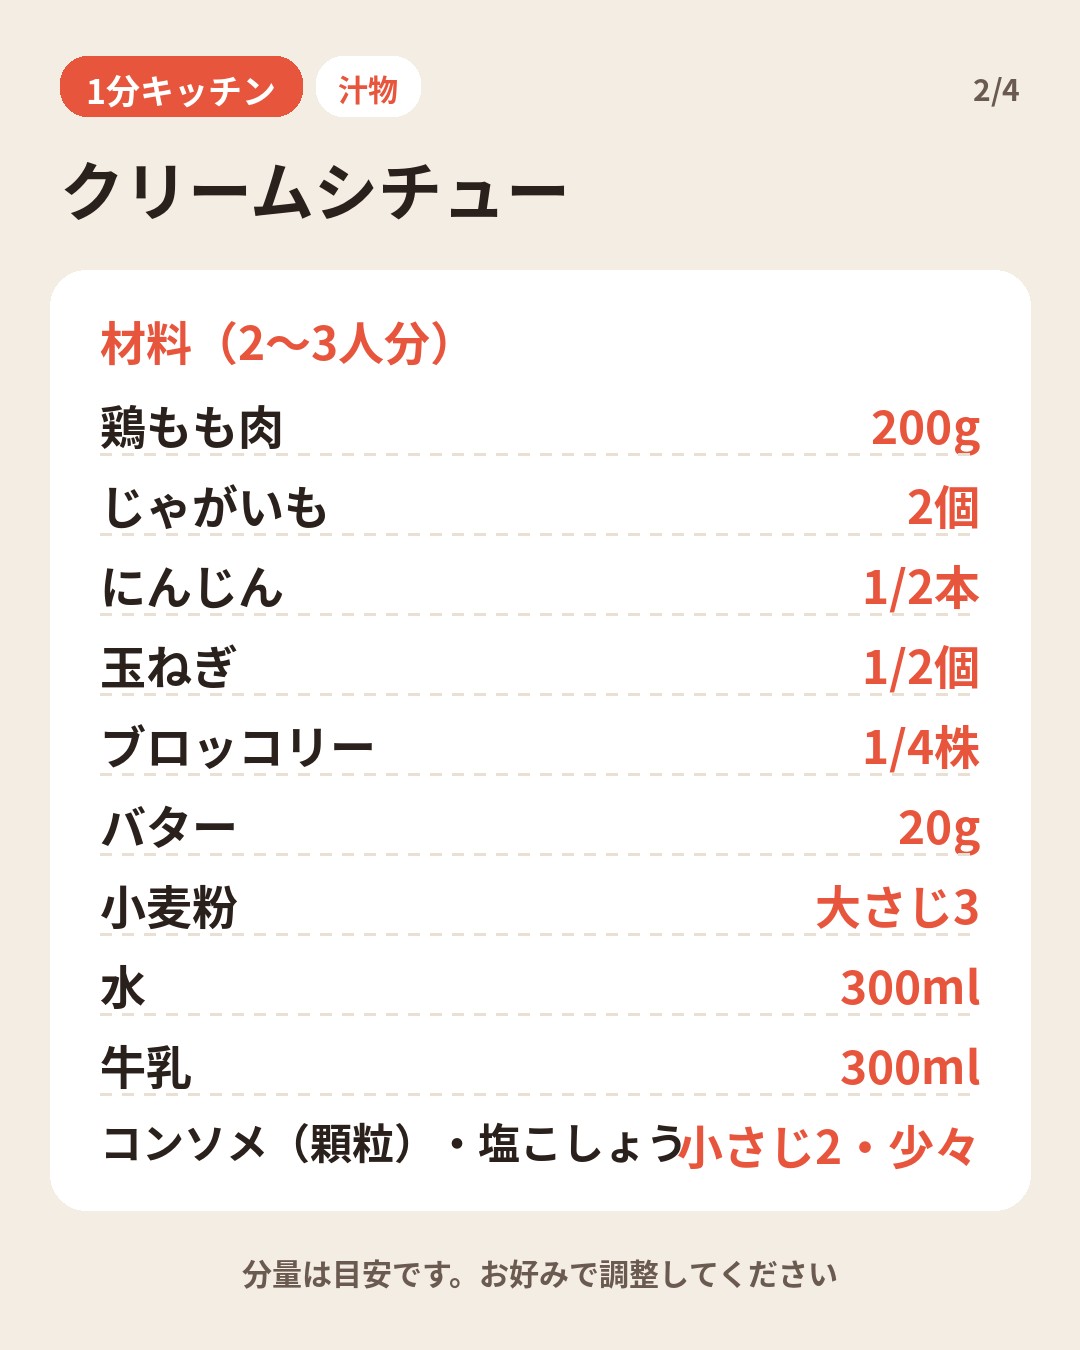 1分キッチン 汁物 2/4
クリームシチュー
材料（2〜3人分）
鶏もも肉 200g
じゃがいも 2個
にんじん 1/2本
玉ねぎ 1/2個
ブロッコリー 1/4株
バター 20g
小麦粉 大さじ3
水 300ml
牛乳 300ml
コンソメ（顆粒）・塩こしょう 小さじ2・少々
分量は目安です。お好みで調整してください